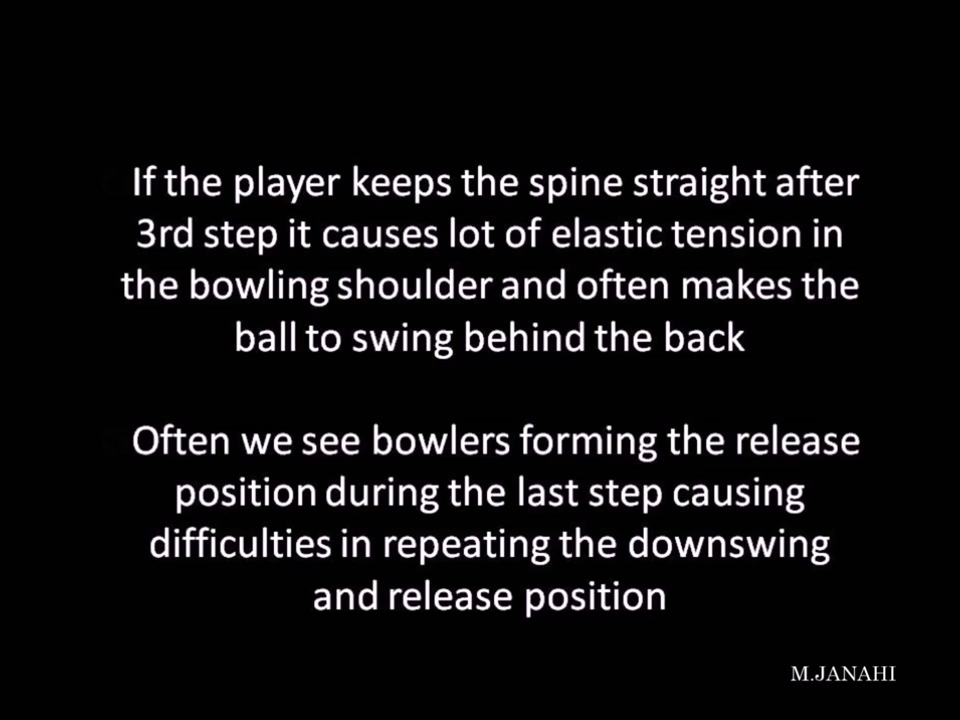 If the player keeps the spine straight after
3rd step it causes lot of elastic tension in
the bowling shoulder and often makes the
ball to swing behind the back
Often we see bowlers forming the release
position during the last step causing
difficulties in repeating the downswing
and release position
M.JANAHI